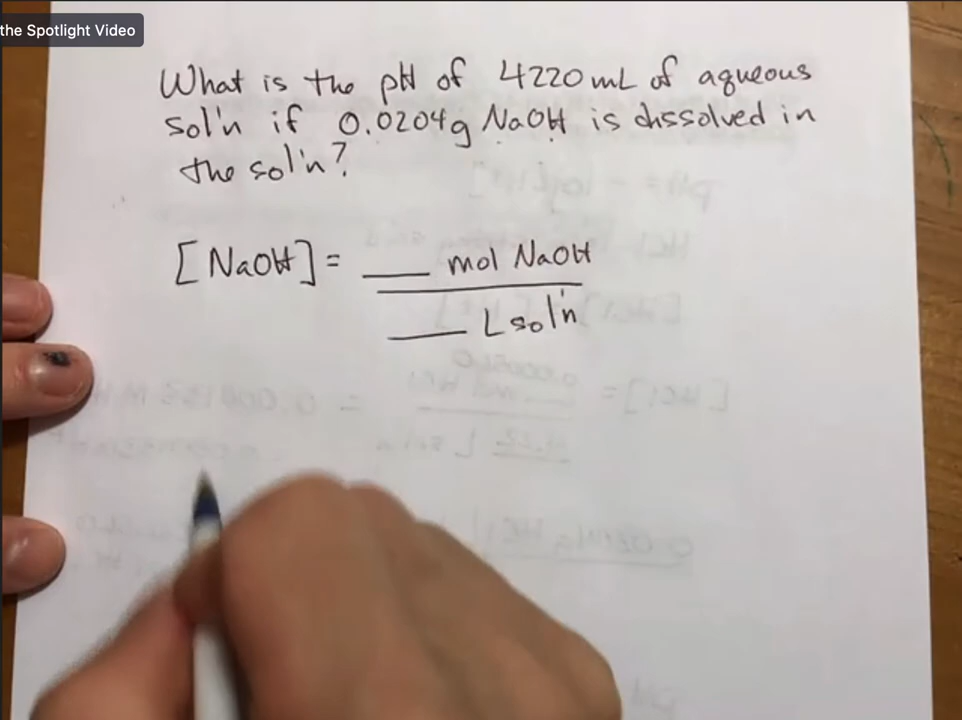 the Spotlight Video
What is the pH of 4220 mL of aqueous
sol'n if 0.0204g NaOH is dissolved in
the sol'n?
[NaOH] = ___ mol NaOH
___ L sol'n